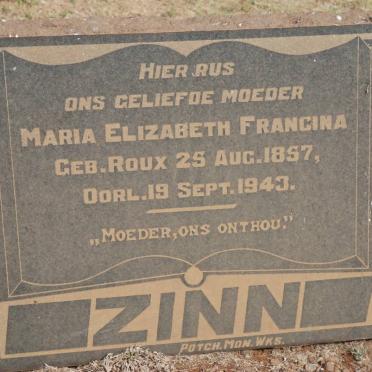 HIER RUS
ONS GELIEFDE MOEDER
MARIA ELIZABETH FRANCINA
GEB. ROUX 25 AUG. 1857,
OORL. 19 SEPT. 1943.
„MOEDER, ONS ONTHOU."
ZINN
POTCH. MON. WKS.